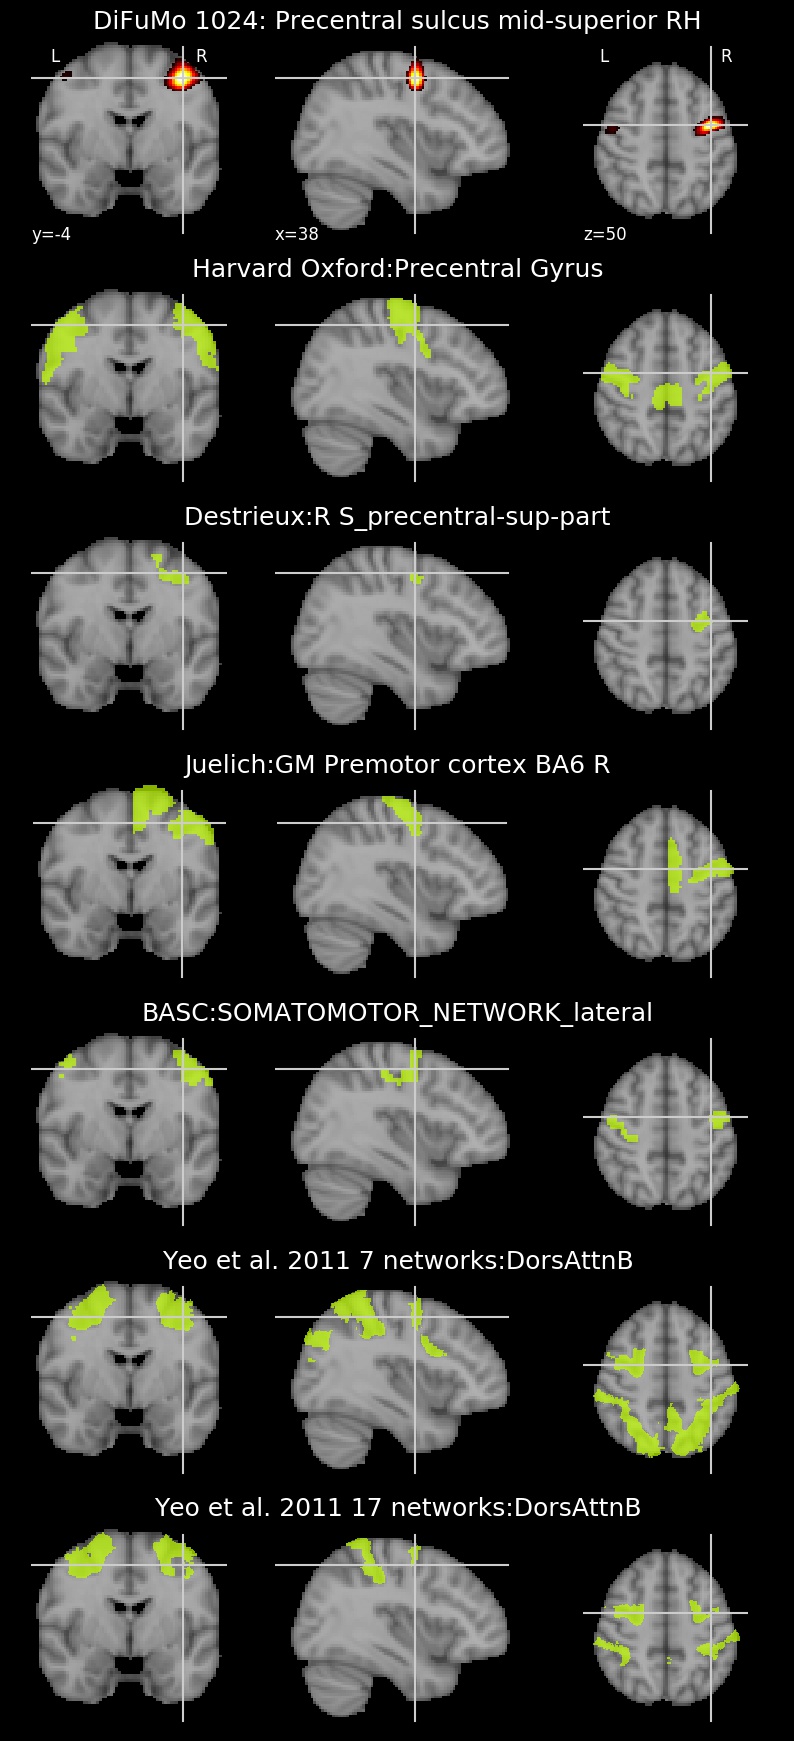 DiFuMo 1024: Precentral sulcus mid-superior RH
L R L R
y=-4 x=38 z=50
Harvard Oxford:Precentral Gyrus
Destrieux:R S_precentral-sup-part
Juelich:GM Premotor cortex BA6 R
BASC:SOMATOMOTOR_NETWORK_lateral
Yeo et al. 2011 7 networks:DorsAttnB
Yeo et al. 2011 17 networks:DorsAttnB